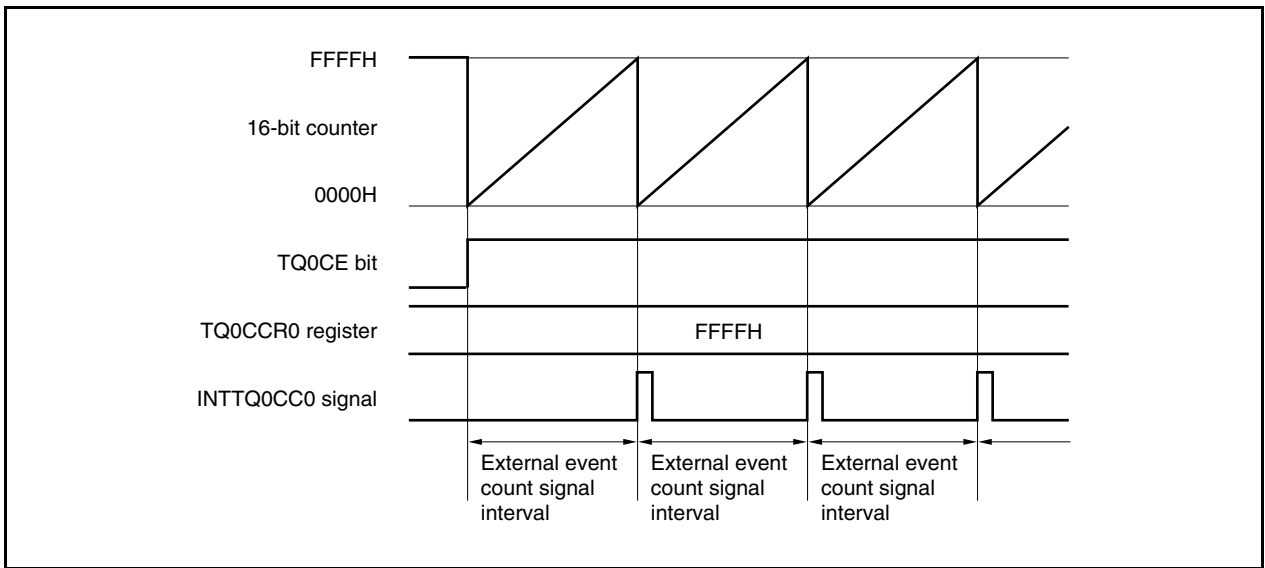 FFFFH
16-bit counter
0000H
TQ0CE bit
TQ0CCR0 register
FFFFH
INTTQ0CC0 signal
External event
count signal
interval
External event
count signal
interval
External event
count signal
interval